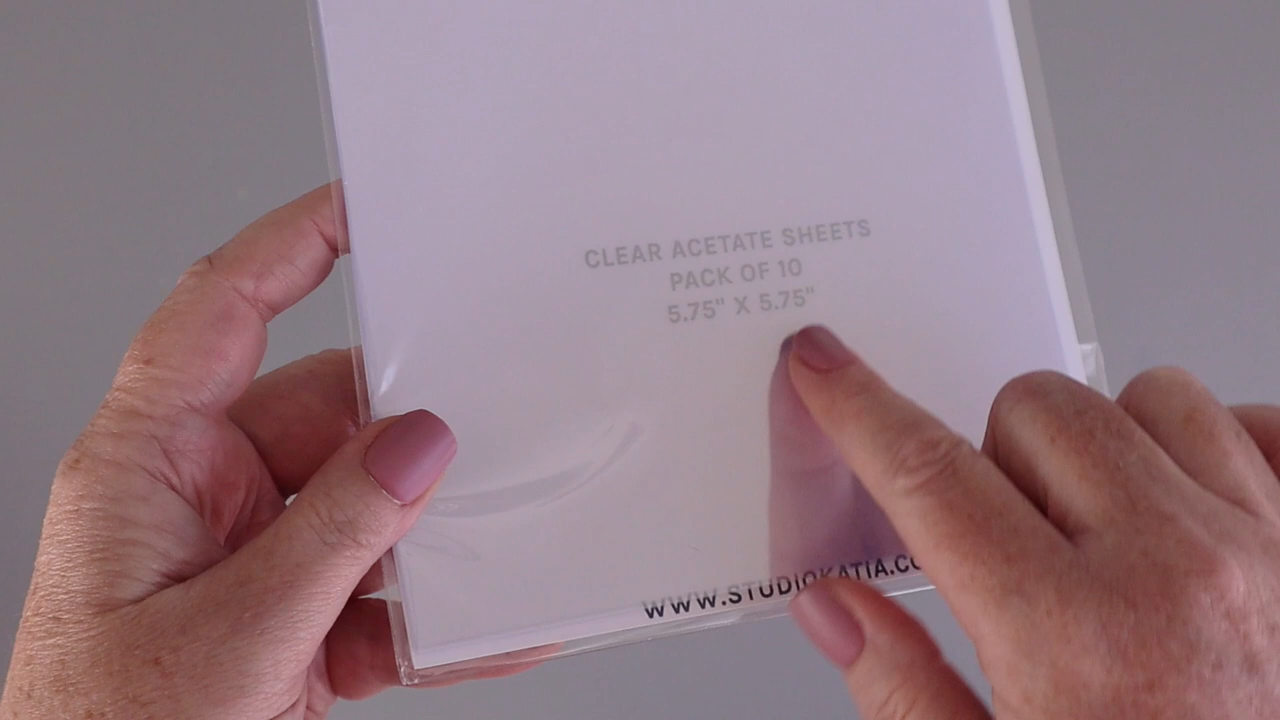 CLEAR ACETATE SHEETS
PACK OF 10
5.75" X 5.75"
WWW.STUDIOKATIA.CO